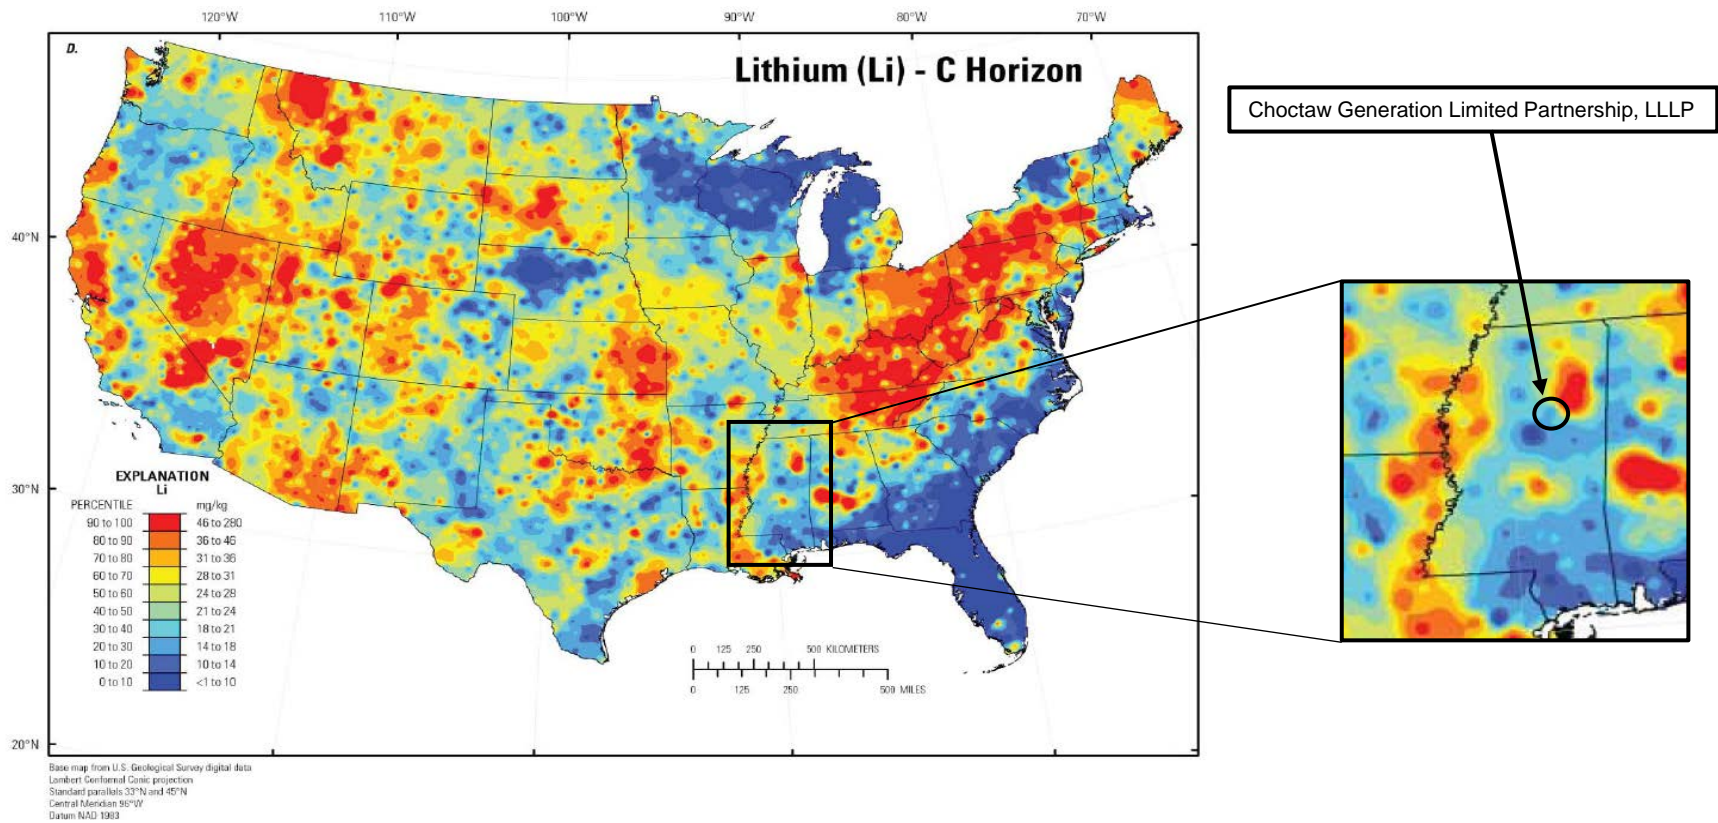 120°W 110°W 100°W 90°W 80°W 70°W
D.
Lithium (Li) - C Horizon
Choctaw Generation Limited Partnership, LLLP
40°N
30°N
20°N
EXPLANATION
Li
PERCENTILE mg/kg
90 to 100 46 to 280
80 to 90 36 to 46
70 to 80 31 to 36
60 to 70 28 to 31
50 to 60 24 to 28
40 to 50 21 to 24
30 to 40 18 to 21
20 to 30 14 to 18
10 to 20 10 to 14
0 to 10 <1 to 10
0 125 250 500 KILOMETERS
0 125 250 500 MILES
Base map from U.S. Geological Survey digital data
Lambert Conformal Conic projection
Standard parallels 33°N and 45°N
Central Meridian 96°W
Datum NAD 1983